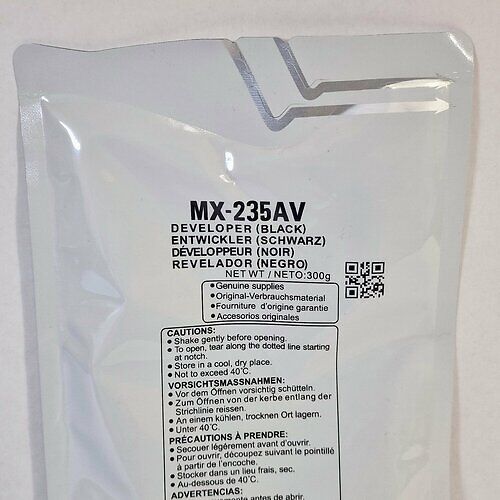 MX-235AV
DEVELOPER (BLACK)
ENTWICKLER (SCHWARZ)
DÉVELOPPEUR (NOIR)
REVELADOR (NEGRO)
NET WT / NETO: 300g
● Genuine supplies
● Original-Verbrauchsmaterial
● Fourniture d'origine garantie
● Accesorios originales
CAUTIONS:
● Shake gently before opening.
● To open, tear along the dotted line starting
at notch.
● Store in a cool, dry place.
● Not to exceed 40°C.
VORSICHTSMASSNAHMEN:
● Vor dem Öffnen vorsichtig schütteln.
● Zum Öffnen von der kerbe entlang der
Strichlinie reissen.
● An einem kühlen, trocknen Ort lagern.
● Unter 40°C.
PRÉCAUTIONS À PRENDRE:
● Secouer légérement avant d'ouvrir.
● Pour ouvrir, découpez suivant le pointillé
à partir de l'encoche.
● Stocker dans un lieu frais, sec.
● Au-dessous de 40°C.
ADVERTENCIAS:
antes de abrir.